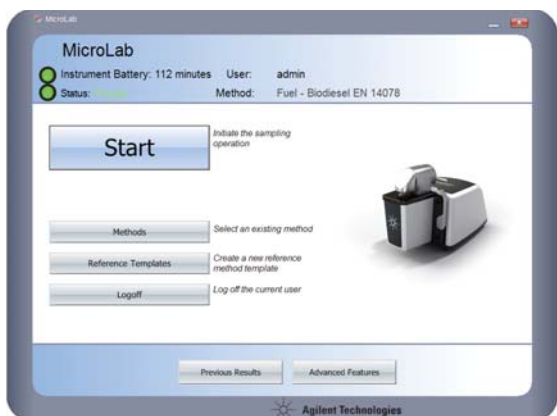 MicroLab
MicroLab
Instrument Battery: 112 minutes User: admin
Status: Method: Fuel - Biodiesel EN 14078
Start
Initiate the sampling
operation
Methods
Select an existing method
Reference Templates
Create a new reference
method template
Logoff
Log off the current user
Previous Results
Advanced Features
Agilent Technologies